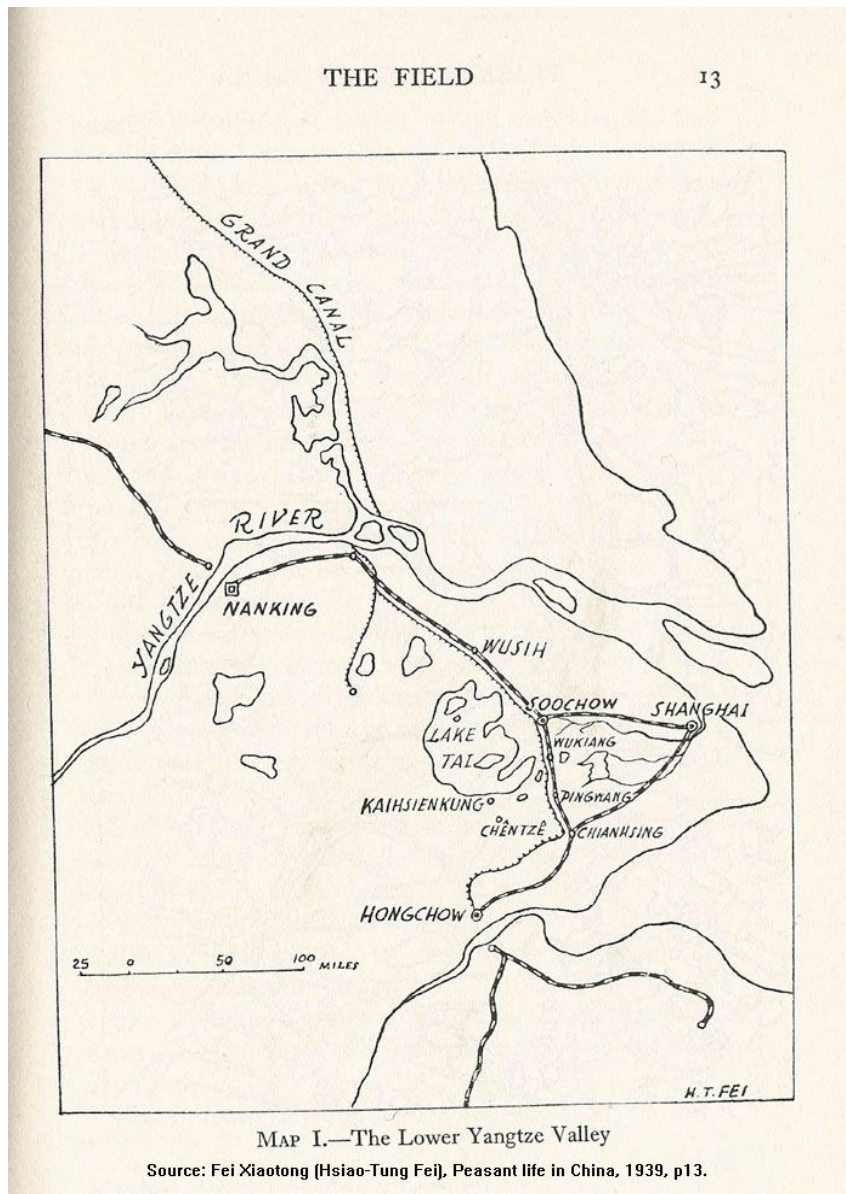 THE FIELD 13
GRAND CANAL
RIVER
YANGTZE
NANKING
WUSIH
SOOCHOW
SHANGHAI
LAKE
TAI
WUKIANG
KAIHSIENKUNG
PINGWANG
CHÊNTZÊ
CHIANHSING
HONGCHOW
25 0 50 100 MILES
H.T. FEI
MAP I.—The Lower Yangtze Valley
Source: Fei Xiaotong (Hsiao-Tung Fei), Peasant life in China, 1939, p13.